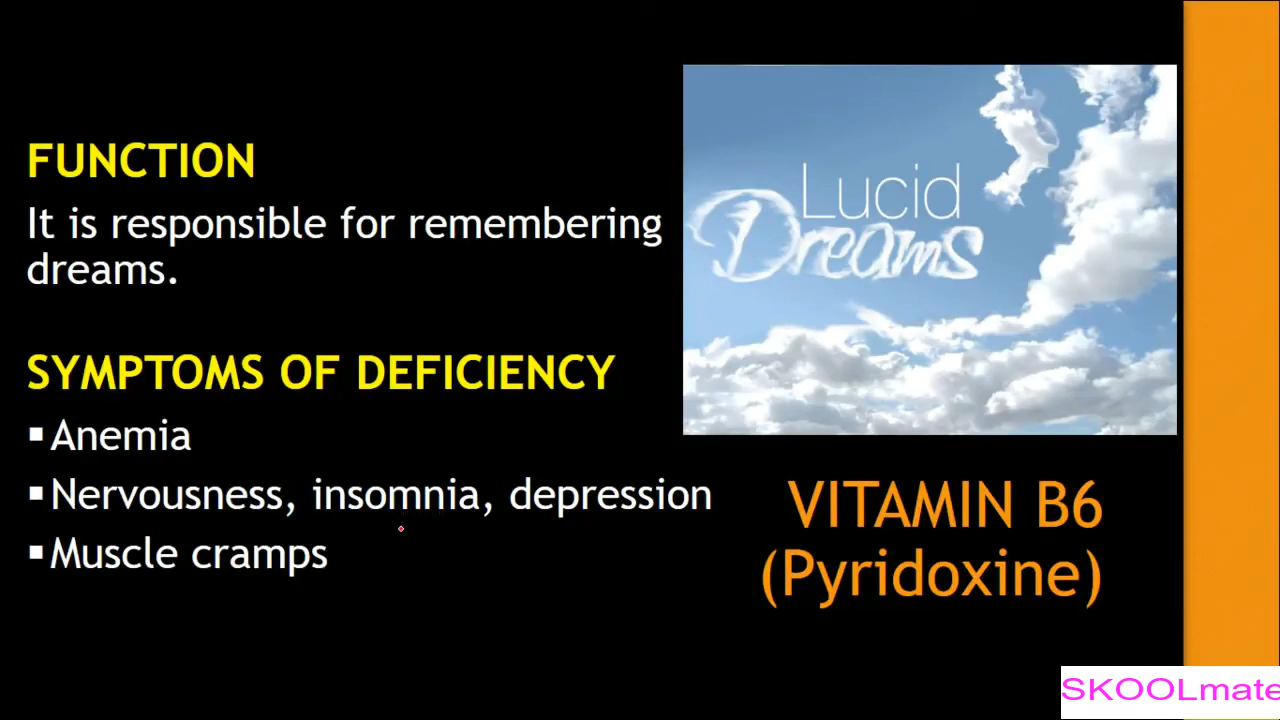 FUNCTION
It is responsible for remembering
dreams.
SYMPTOMS OF DEFICIENCY
▪Anemia
▪Nervousness, insomnia, depression
▪Muscle cramps
Lucid
Dreams
VITAMIN B6
(Pyridoxine)
SKOOLmate